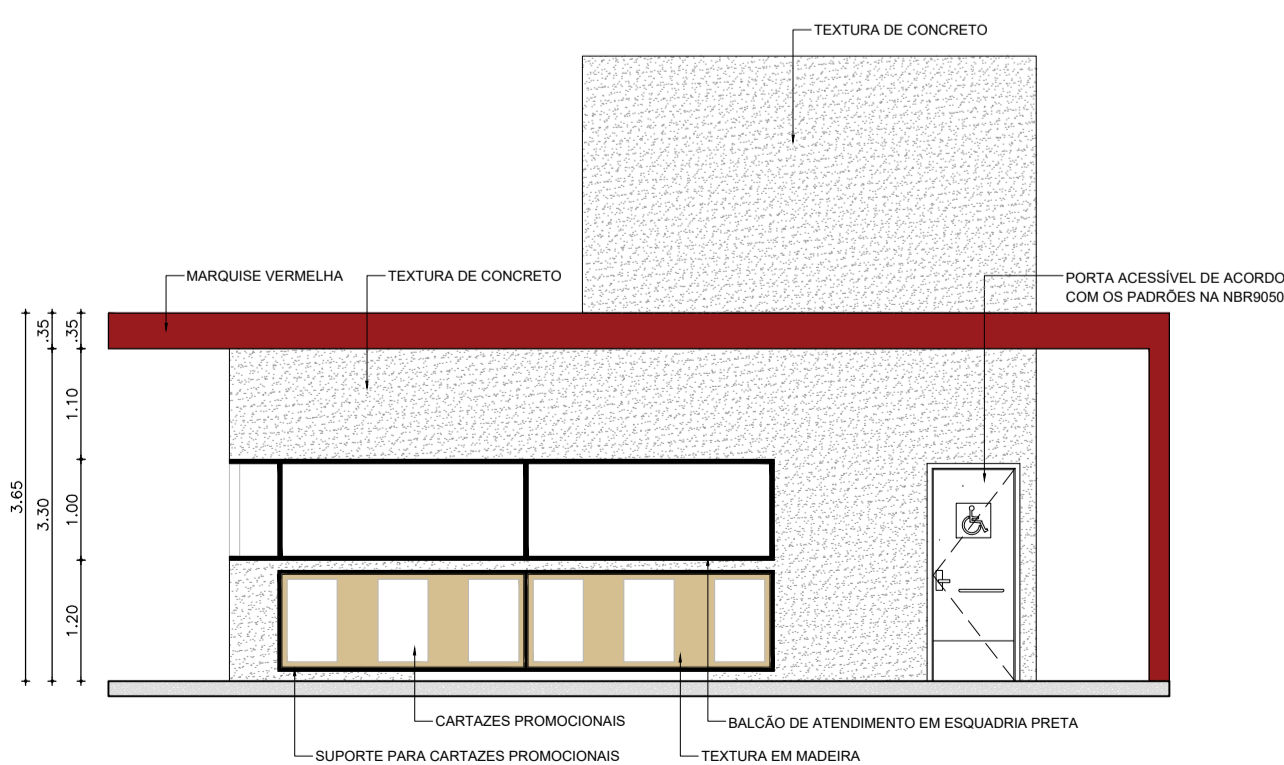 TEXTURA DE CONCRETO
MARQUISE VERMELHA
TEXTURA DE CONCRETO
PORTA ACESSÍVEL DE ACORDO
COM OS PADRÕES NA NBR9050
.35
.35
1.10
3.65
3.30
1.00
1.20
CARTAZES PROMOCIONAIS
BALCÃO DE ATENDIMENTO EM ESQUADRIA PRETA
SUPORTE PARA CARTAZES PROMOCIONAIS
TEXTURA EM MADEIRA